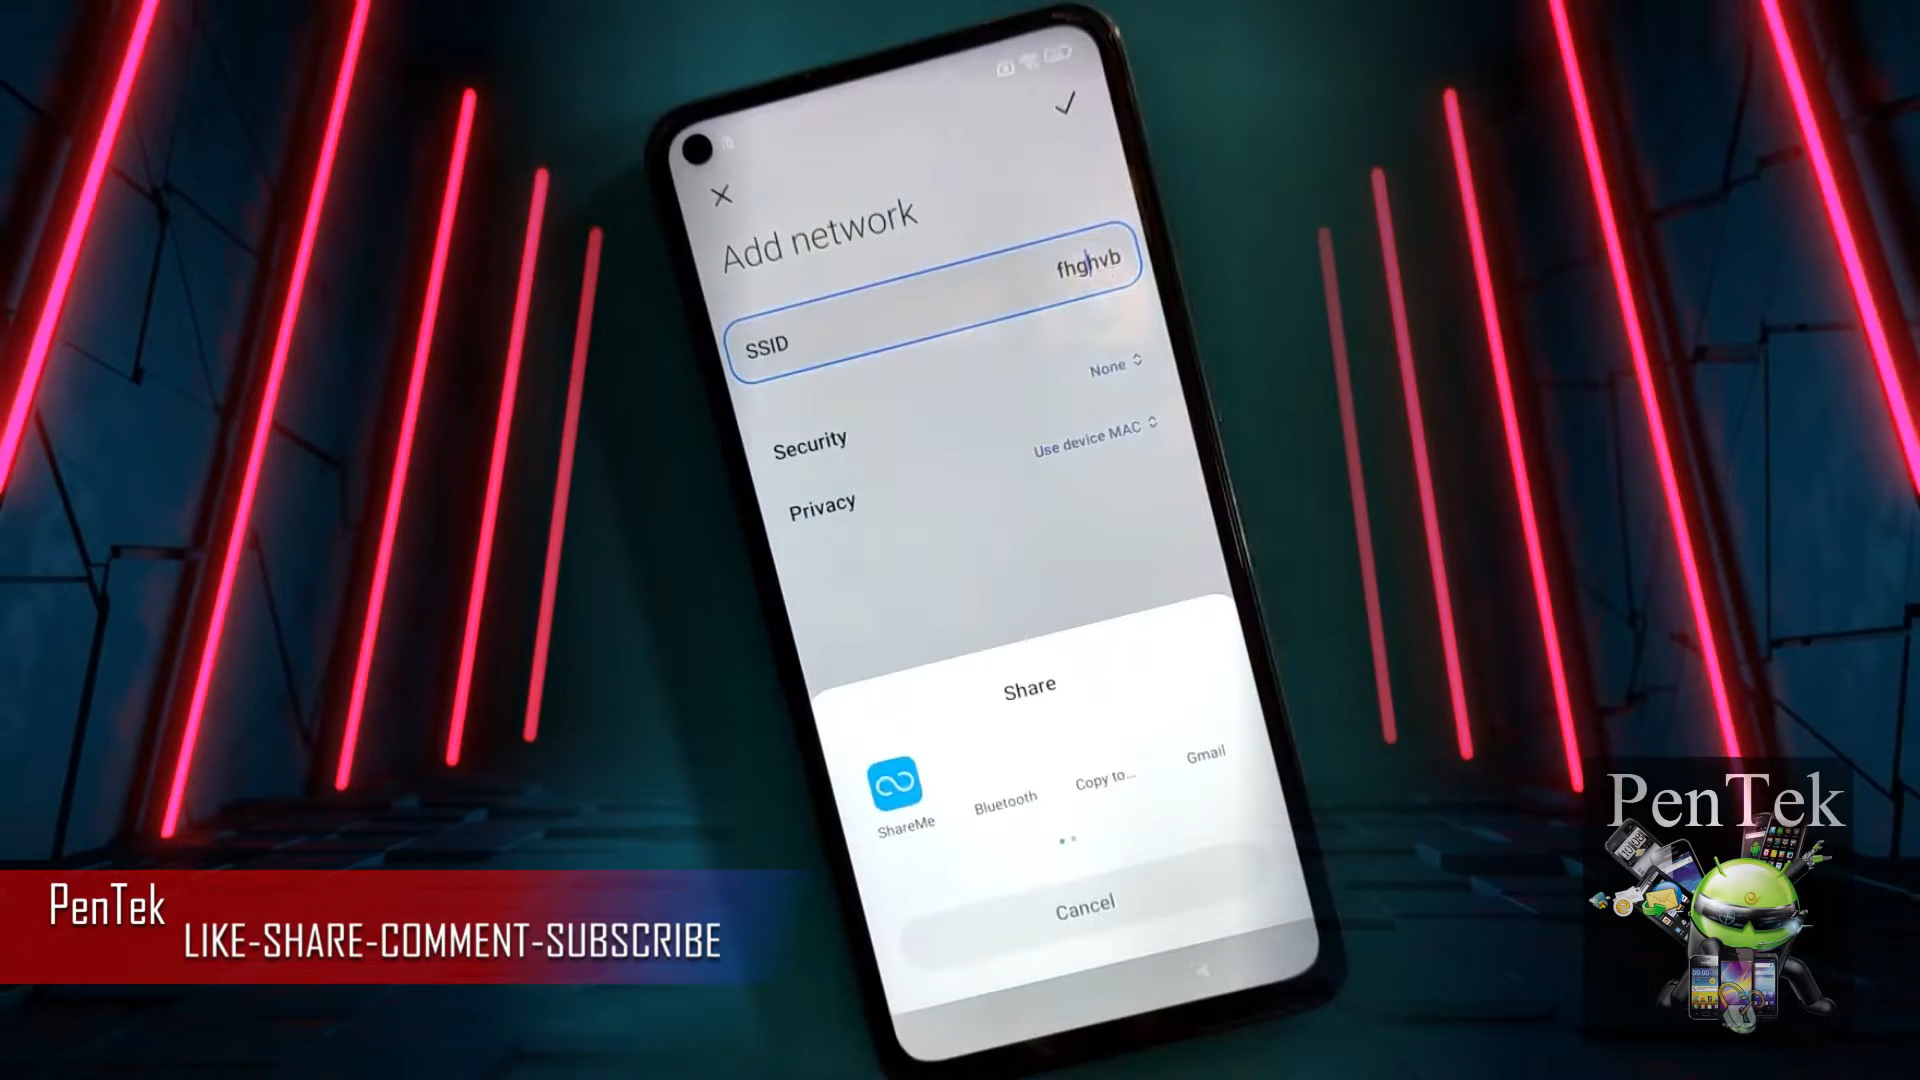 Add network
SSID
fhghvb
Security
None
Privacy
Use device MAC
Share
ShareMe
Bluetooth
Copy to...
Gmail
Cancel
PenTek
LIKE-SHARE-COMMENT-SUBSCRIBE
PenTek